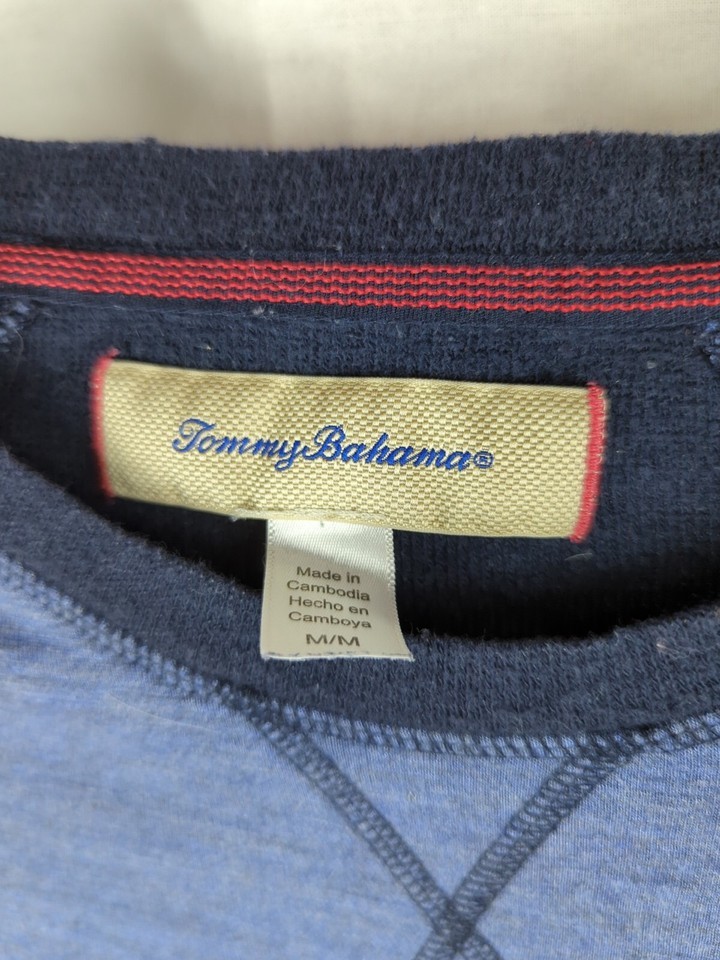 Tommy Bahama®
Made in
Cambodia
Hecho en
Camboya
M/M